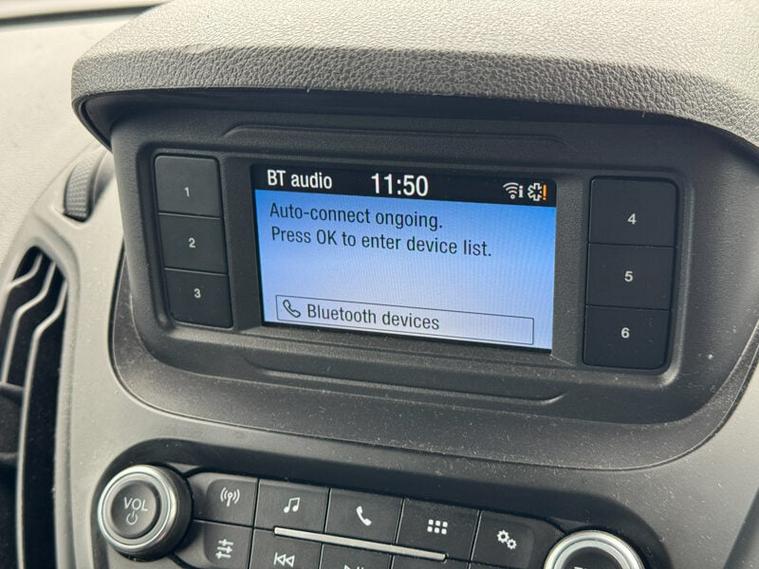 BT audio 11:50
Auto-connect ongoing.
Press OK to enter device list.
Bluetooth devices
1
2
3
4
5
6
VOL